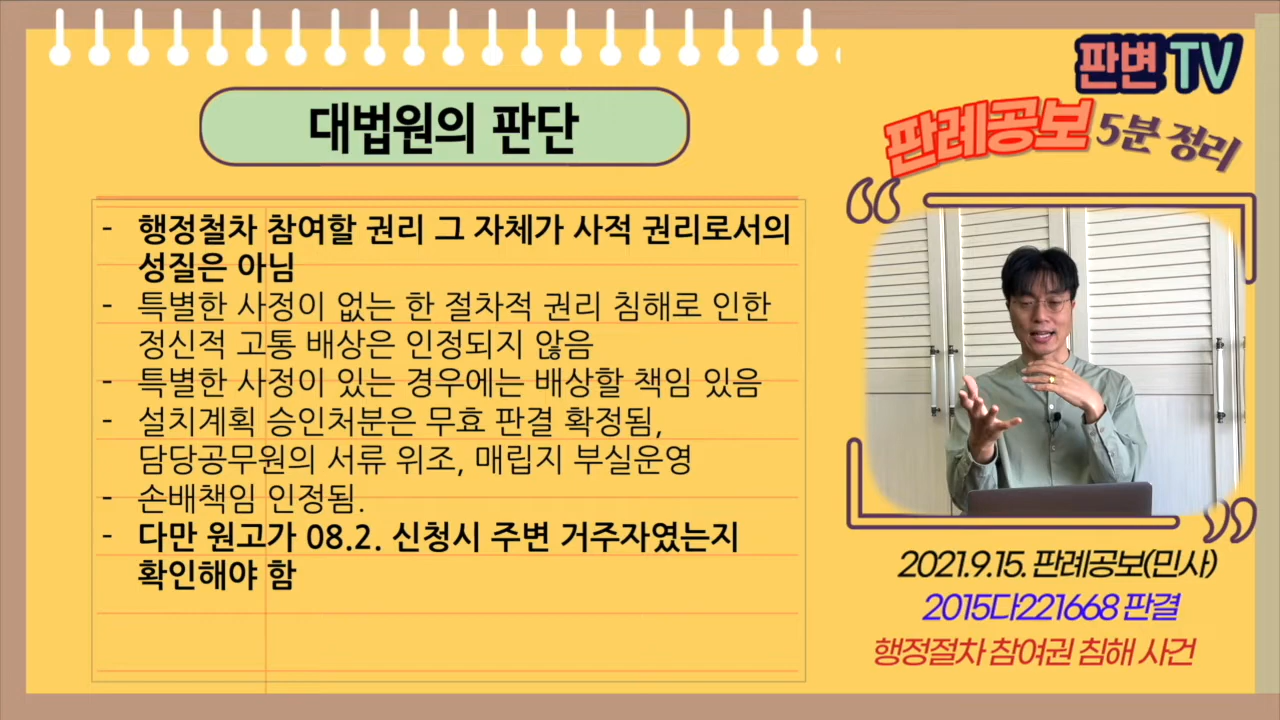 대법원의 판단
- 행정절차 참여할 권리 그 자체가 사적 권리로서의
성질은 아님
- 특별한 사정이 없는 한 절차적 권리 침해로 인한
정신적 고통 배상은 인정되지 않음
- 특별한 사정이 있는 경우에는 배상할 책임 있음
- 설치계획 승인처분은 무효 판결 확정됨,
담당공무원의 서류 위조, 매립지 부실운영
- 손배책임 인정됨.
- 다만 원고가 08.2. 신청시 주변 거주자였는지
확인해야 함
판변 TV
판례공보 5분 정리
2021.9.15. 판례공보(민사)
2015다221668 판결
행정절차 참여권 침해 사건